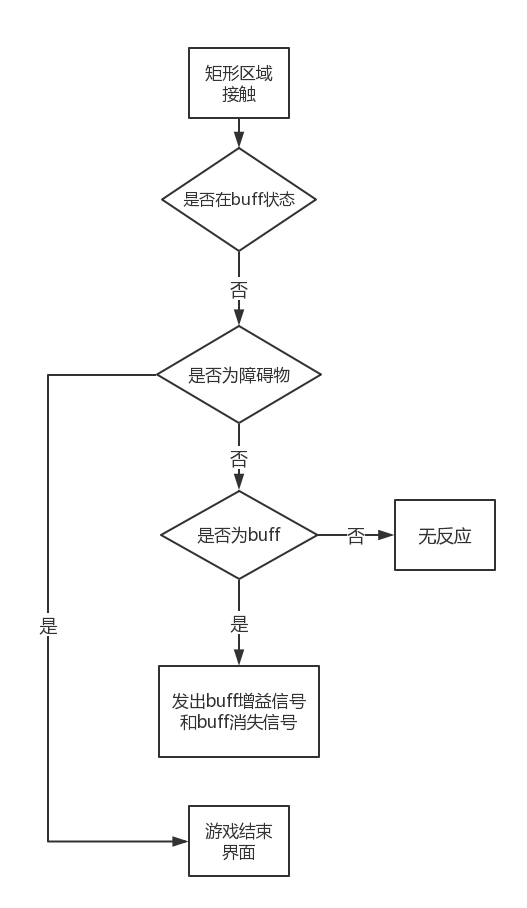 矩形区域
接触
是否在buff状态
否
是否为障碍物
否
是否为buff
否
无反应
是
是
发出buff增益信号
和buff消失信号
游戏结束
界面